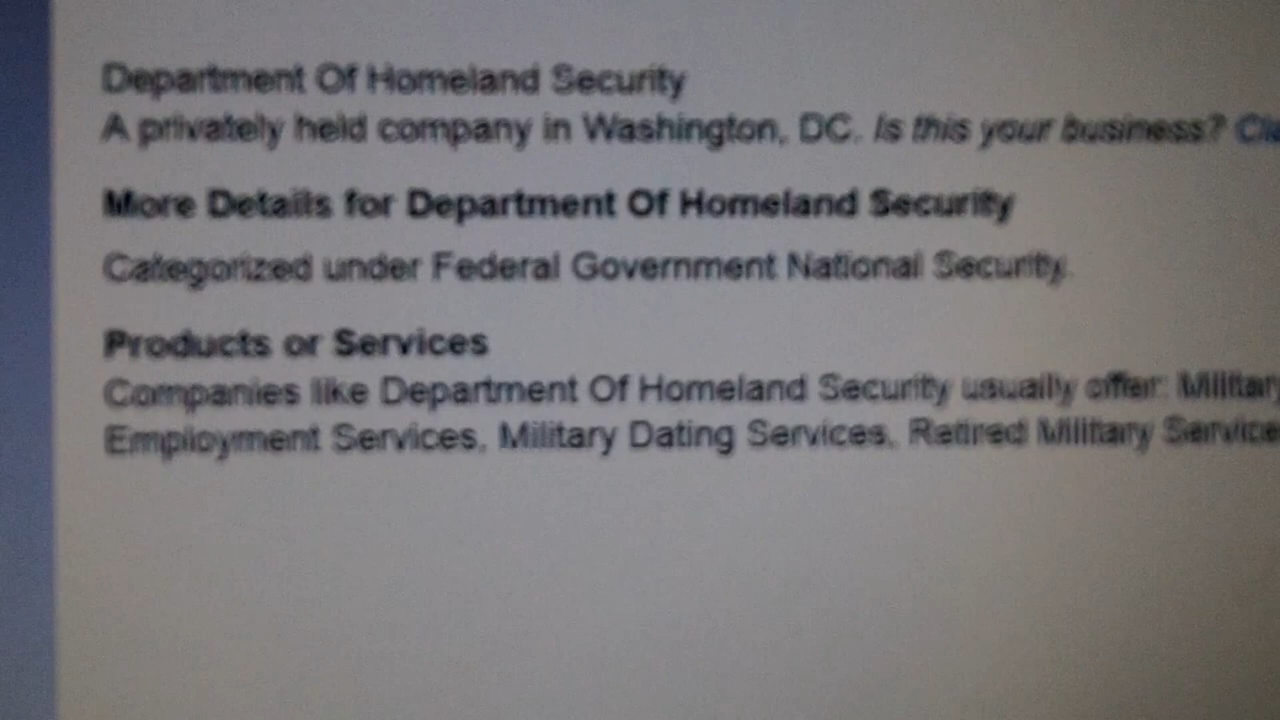 Department Of Homeland Security
A privately held company in Washington, DC. Is this your business?
More Details for Department Of Homeland Security
Categorized under Federal Government National Security.
Products or Services
Companies like Department Of Homeland Security usually offer: Military
Employment Services, Military Dating Services, Retired Military Service